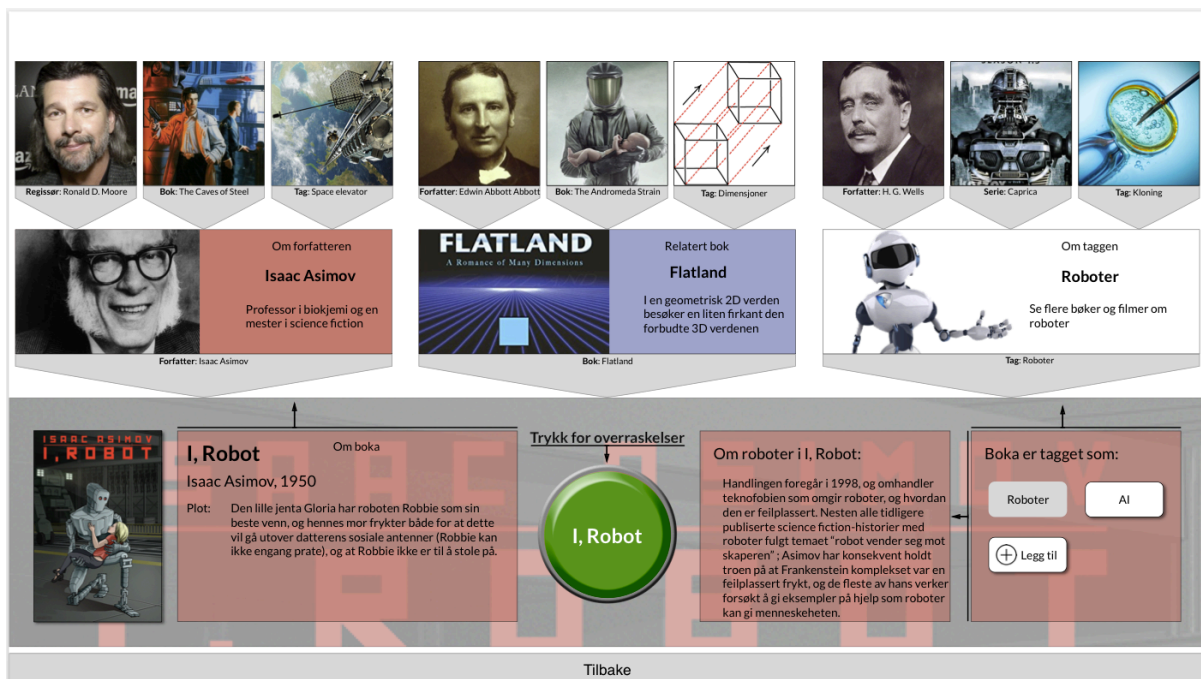 Regissør: Ronald D. Moore
Bok: The Caves of Steel
Tag: Space elevator
Forfatter: Edwin Abbott Abbott
Bok: The Andromeda Strain
Tag: Dimensjoner
Forfatter: H. G. Wells
Serie: Caprica
Tag: Kloning
Om forfatteren
Isaac Asimov
Professor i biokjemi og en
mester i science fiction
Forfatter: Isaac Asimov
FLATLAND
A Romance of Many Dimensions
Relatert bok
Flatland
I en geometrisk 2D verden
besøker en liten firkant den
forbudte 3D verdenen
Bok: Flatland
Om taggen
Roboter
Se flere bøker og filmer om
roboter
Tag: Roboter
ISAAC ASIMOV
I, ROBOT
I, Robot
Om boka
Isaac Asimov, 1950
Plot: Den lille jenta Gloria har roboten Robbie som sin
beste venn, og hennes mor frykter både for at dette
vil gå utover datterens sosiale antenner (Robbie kan
ikke engang prate), og at Robbie ikke er til å stole på.
Trykk for overraskelser
I, Robot
Om roboter i I, Robot:
Handlingen foregår i 1998, og omhandler
teknofobien som omgir roboter, og hvordan
den er feilplassert. Nesten alle tidligere
publiserte science fiction-historier med
roboter fulgt temaet "robot vender seg mot
skaperen" ; Asimov har konsekvent holdt
troen på at Frankenstein komplekset var en
feilplassert frykt, og de fleste av hans verker
forsøkt å gi eksempler på hjelp som roboter
kan gi menneskeheten.
Boka er tagget som:
Roboter
AI
Legg til
ISAAC ASIMOV
I, ROBOT
Tilbake